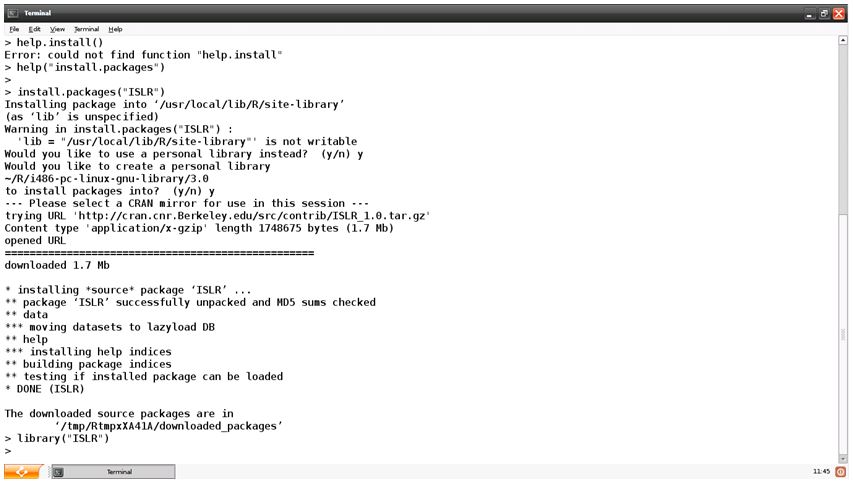 Terminal
File Edit View Terminal Help
> help.install()
Error: could not find function "help.install"
> help("install.packages")
>
> install.packages("ISLR")
Installing package into ‘/usr/local/lib/R/site-library’
(as ‘lib’ is unspecified)
Warning in install.packages("ISLR") :
'lib = "/usr/local/lib/R/site-library"' is not writable
Would you like to use a personal library instead? (y/n) y
Would you like to create a personal library
~/R/i486-pc-linux-gnu-library/3.0
to install packages into? (y/n) y
--- Please select a CRAN mirror for use in this session ---
trying URL 'http://cran.cnr.Berkeley.edu/src/contrib/ISLR_1.0.tar.gz'
Content type 'application/x-gzip' length 1748675 bytes (1.7 Mb)
opened URL
==================================================
downloaded 1.7 Mb
* installing *source* package ‘ISLR’ ...
** package ‘ISLR’ successfully unpacked and MD5 sums checked
** data
*** moving datasets to lazyload DB
** help
*** installing help indices
** building package indices
** testing if installed package can be loaded
* DONE (ISLR)
The downloaded source packages are in
‘/tmp/RtmpxXA41A/downloaded_packages’
> library("ISLR")
>
Terminal
11:45